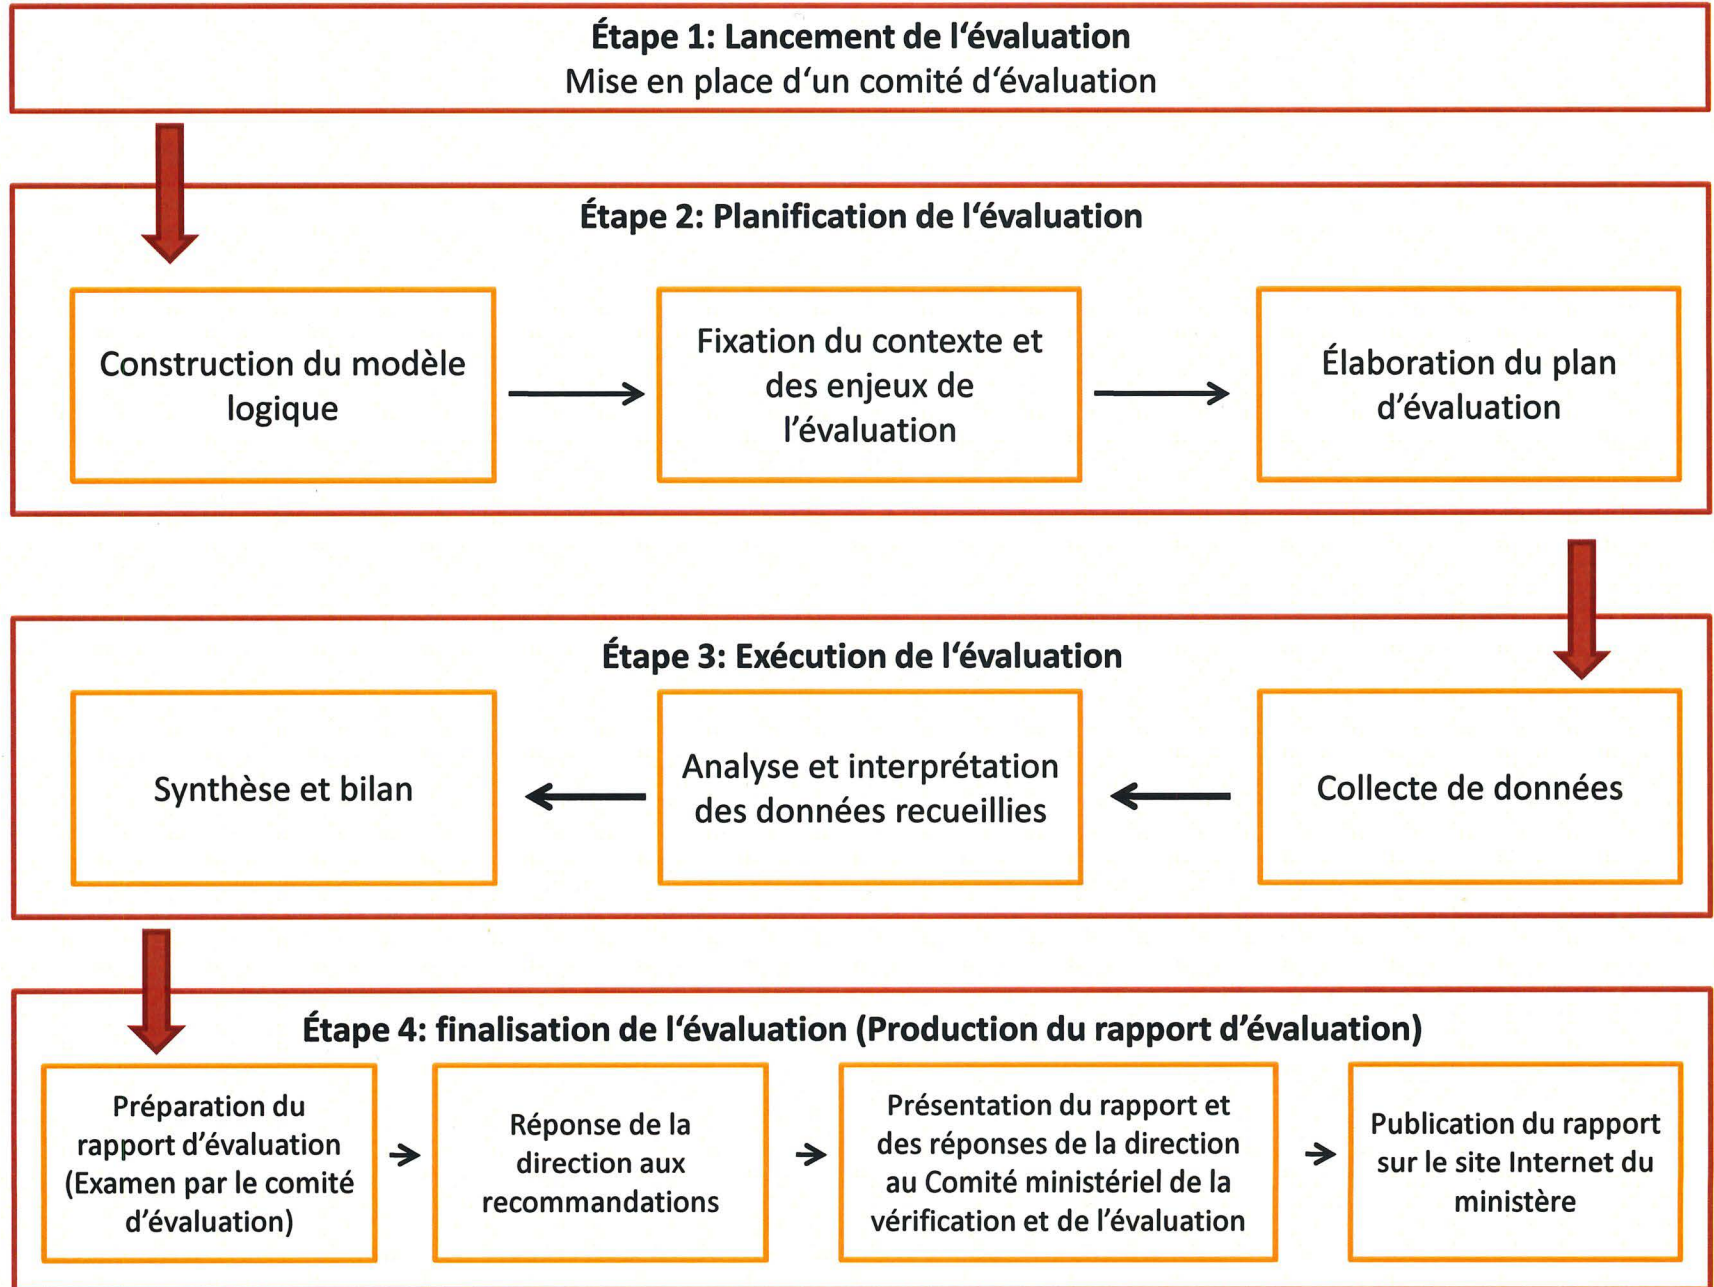 Étape 1: Lancement de l‘évaluation
Mise en place d‘un comité d‘évaluation
Étape 2: Planification de l‘évaluation
Construction du modèle
logique
Fixation du contexte et
des enjeux de
l’évaluation
Élaboration du plan
d’évaluation
Étape 3: Exécution de l‘évaluation
Synthèse et bilan
Analyse et interprétation
des données recueillies
Collecte de données
Étape 4: finalisation de l‘évaluation (Production du rapport d’évaluation)
Préparation du
rapport d’évaluation
(Examen par le comité
d’évaluation)
Réponse de la
direction aux
recommandations
Présentation du rapport et
des réponses de la direction
au Comité ministériel de la
vérification et de l’évaluation
Publication du rapport
sur le site Internet du
ministère